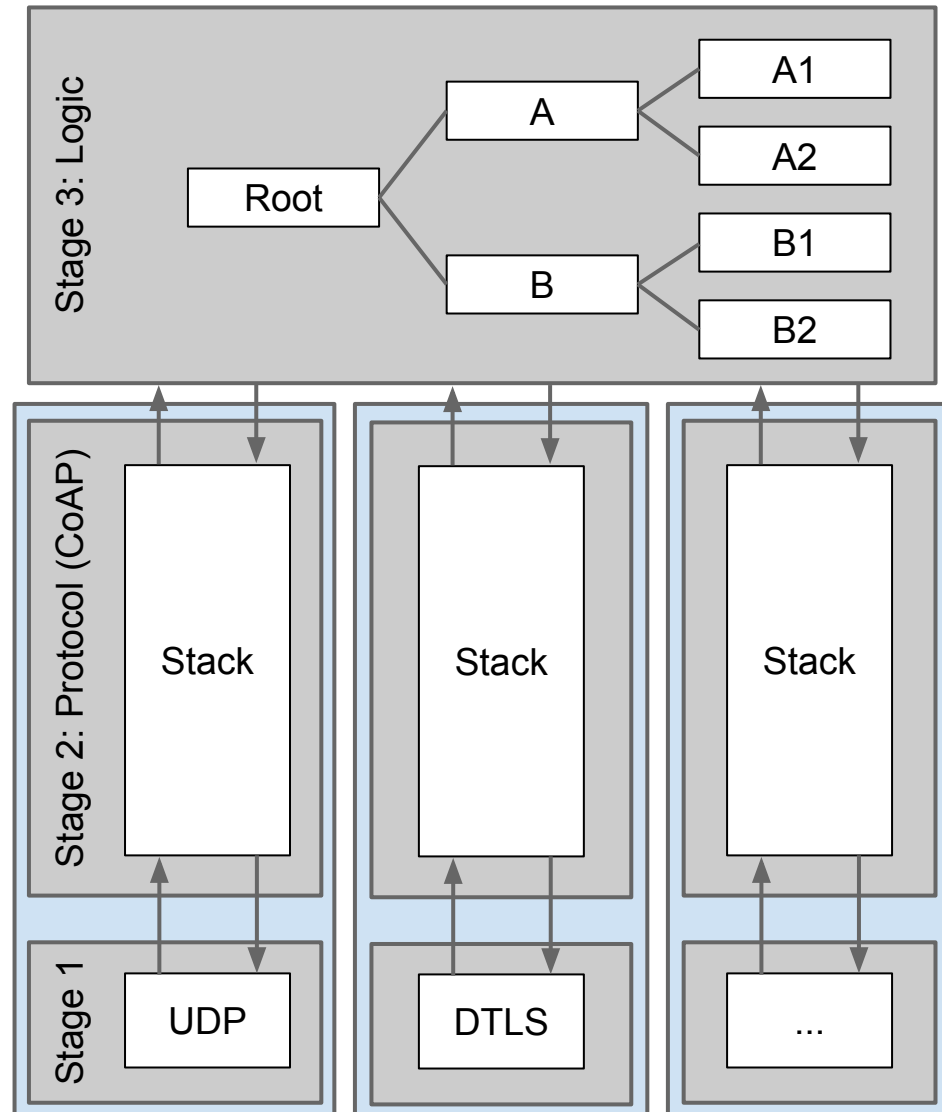 Stage 3: Logic
Root
A
B
A1
A2
B1
B2
Stage 2: Protocol (CoAP)
Stack
Stack
Stack
Stage 1
UDP
DTLS
...